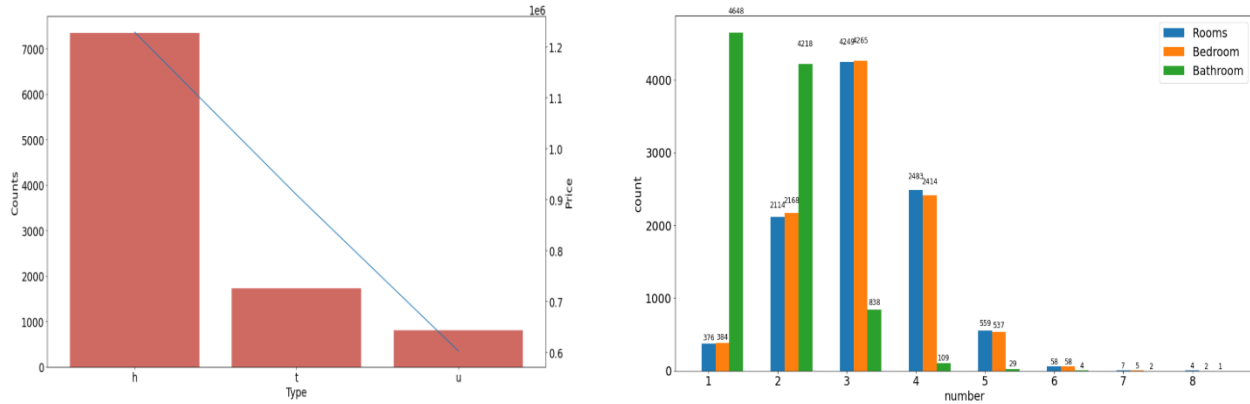 1e6
7000
6000
5000
4000
3000
2000
1000
0
Counts
1.2
1.1
1.0
0.9
0.8
0.7
0.6
Price
h t u
Type
Rooms
Bedroom
Bathroom
4000
3000
2000
1000
0
count
376 384 4648
2114 2168 4218
4249 4265 838
2483 2414 109
559 537 29
58 58 4
7 5 2
4 2 1
1 2 3 4 5 6 7 8
number